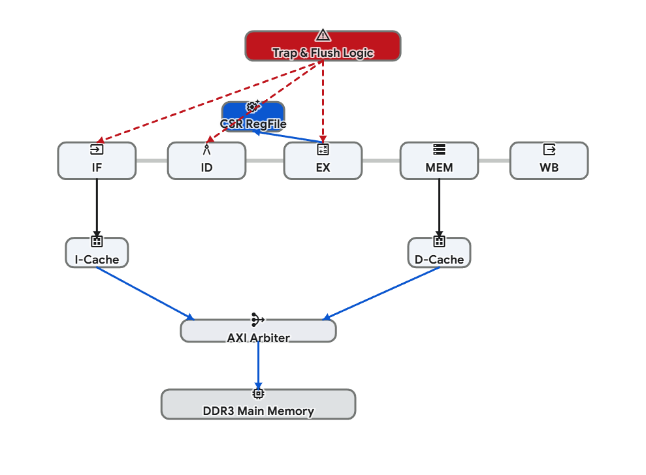 Trap & Flush Logic
CSR RegFile
IF
ID
EX
MEM
WB
I-Cache
D-Cache
AXI Arbiter
DDR3 Main Memory